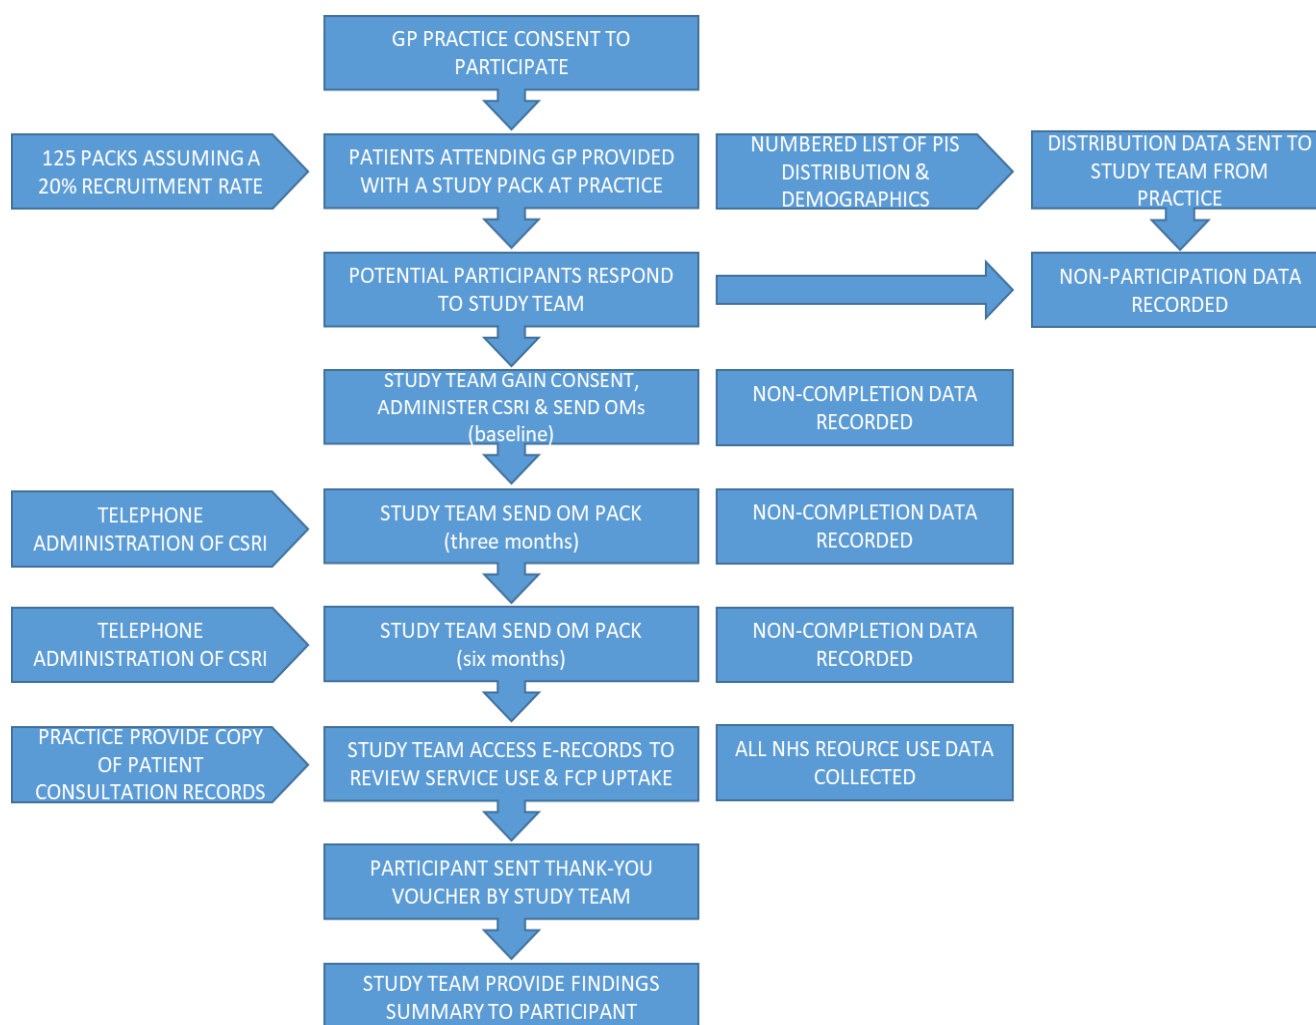 GP PRACTICE CONSENT TO
PARTICIPATE
125 PACKS ASSUMING A
20% RECRUITMENT RATE
PATIENTS ATTENDING GP PROVIDED
WITH A STUDY PACK AT PRACTICE
NUMBERED LIST OF PIS
DISTRIBUTION &
DEMOGRAPHICS
DISTRIBUTION DATA SENT TO
STUDY TEAM FROM
PRACTICE
POTENTIAL PARTICIPANTS RESPOND
TO STUDY TEAM
NON-PARTICIPATION DATA
RECORDED
STUDY TEAM GAIN CONSENT,
ADMINISTER CSRI & SEND OMs
(baseline)
NON-COMPLETION DATA
RECORDED
TELEPHONE
ADMINISTRATION OF CSRI
STUDY TEAM SEND OM PACK
(three months)
NON-COMPLETION DATA
RECORDED
TELEPHONE
ADMINISTRATION OF CSRI
STUDY TEAM SEND OM PACK
(six months)
NON-COMPLETION DATA
RECORDED
PRACTICE PROVIDE COPY
OF PATIENT
CONSULTATION RECORDS
STUDY TEAM ACCESS E-RECORDS TO
REVIEW SERVICE USE & FCP UPTAKE
ALL NHS REOURCE USE DATA
COLLECTED
PARTICIPANT SENT THANK-YOU
VOUCHER BY STUDY TEAM
STUDY TEAM PROVIDE FINDINGS
SUMMARY TO PARTICIPANT